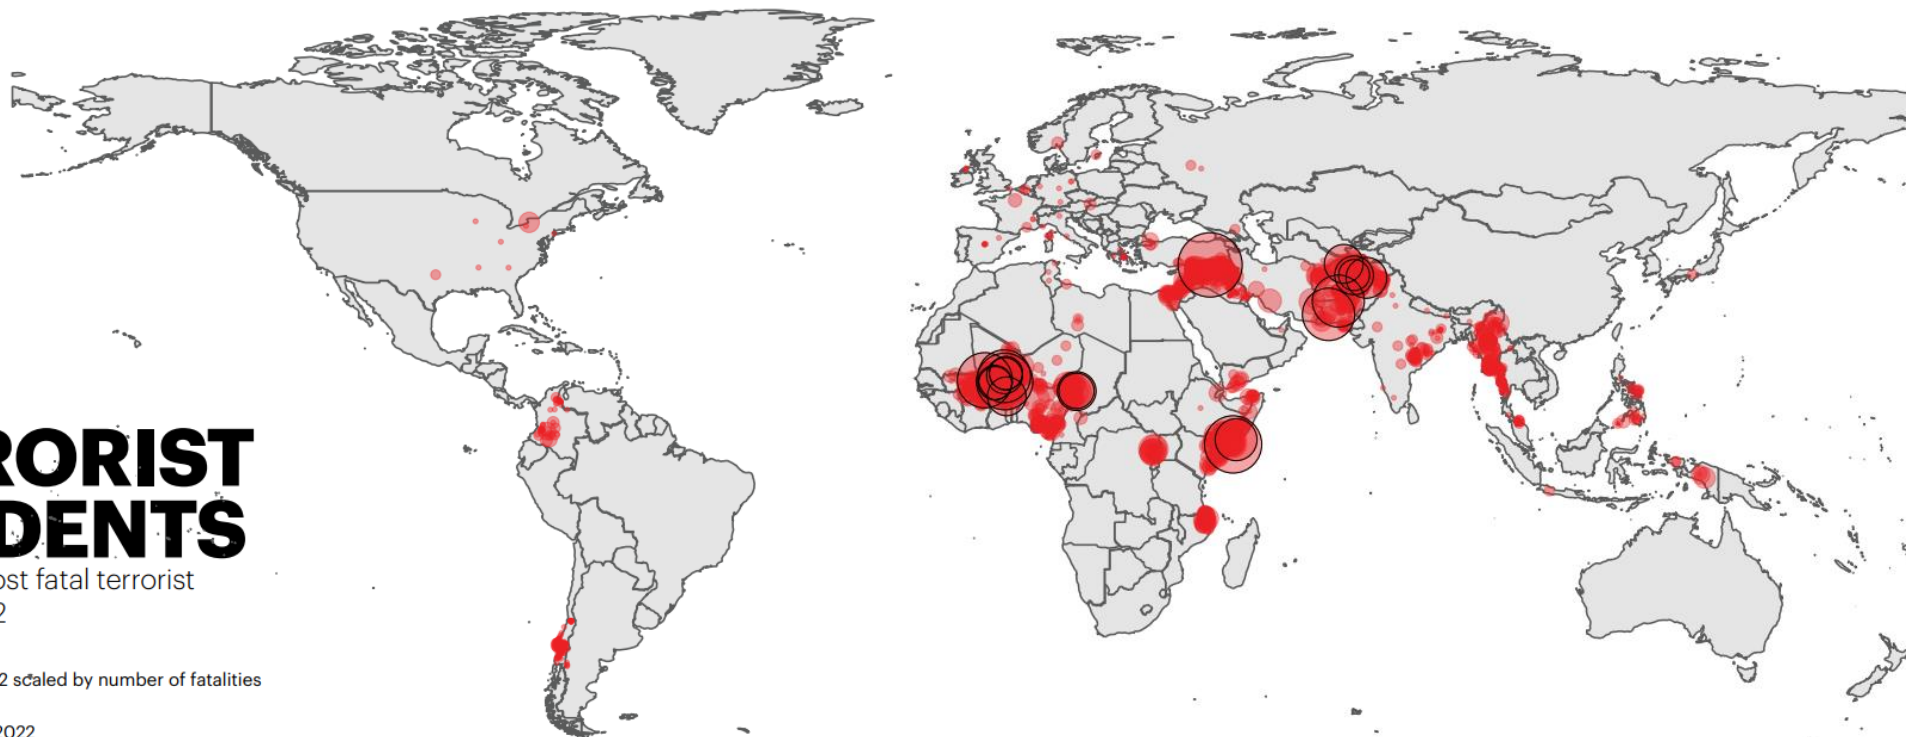 RORIST
DENTS
ost fatal terrorist
2
2 scaled by number of fatalities
2022